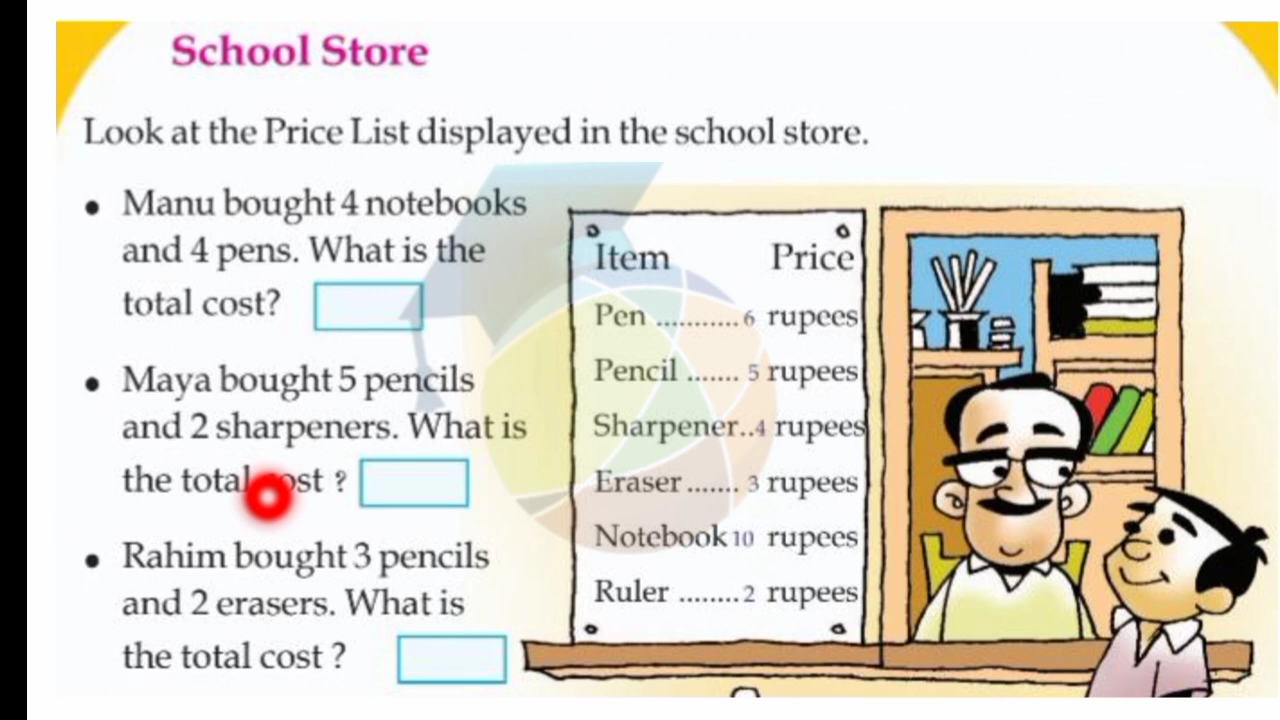 School Store
Look at the Price List displayed in the school store.
• Manu bought 4 notebooks
and 4 pens. What is the
total cost?
• Maya bought 5 pencils
and 2 sharpeners. What is
the total cost ?
• Rahim bought 3 pencils
and 2 erasers. What is
the total cost ?
Item Price
Pen ........... 6 rupees
Pencil ....... 5 rupees
Sharpener..4 rupees
Eraser ....... 3 rupees
Notebook 10 rupees
Ruler ........2 rupees